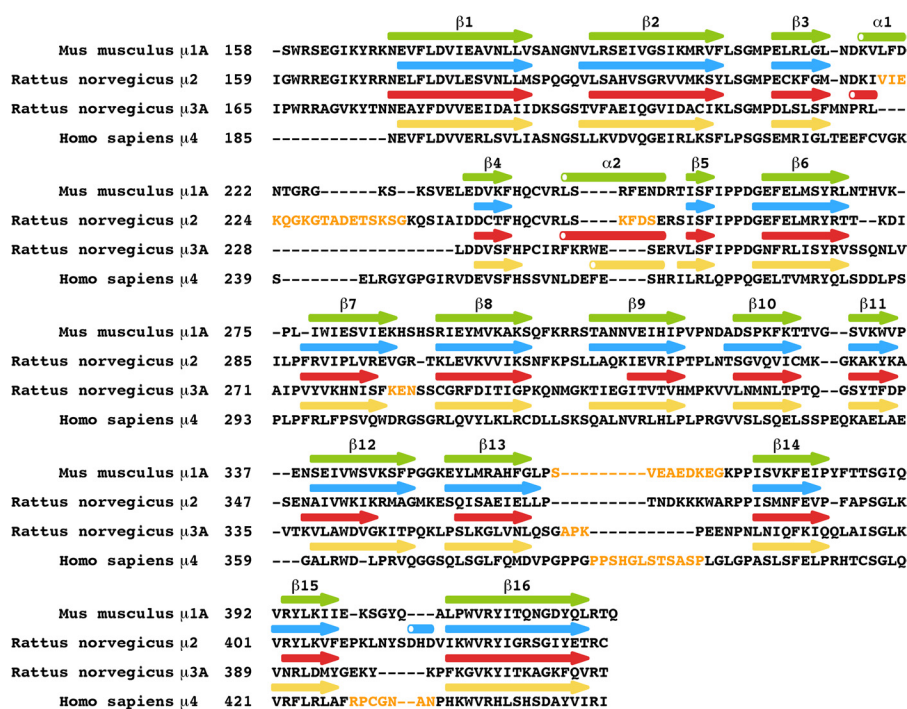 β1 β2 β3 α1
Mus musculus μ1A 158 -SWRSEGIKYRKNEVFLDVIEAVNLLVSANGNVLRSEIVGSIKMRVFLSGMPELRLGL-NDKVLFD
Rattus norvegicus μ2 159 IGWRREGIKYRRNELFLDVLESVNLLMSPQGQVLSAHVSGRVVMKSYLSGMPECKFGM-NDKIVIE
Rattus norvegicus μ3A 165 IPWRRAGVKYTNNEAYFDVVEEIDAIIDKSGSTVFAEIQGVIDACIKLSGMPDLSLSFMNPRL---
Homo sapiens μ4 185 ------------NEVFLDVVERLSVLIASNGSLLKVDVQGEIRLKSFLPSGSEMRIGLTEEFCVGK
β4 α2 β5 β6
Mus musculus μ1A 222 NTGRG------KS--KSVELEDVKFHQCVRLS----RFENDRTISFIPPDGEFELMSYRLNTHVK-
Rattus norvegicus μ2 224 KQGKGTADETSKSGKQSIAIDDCTFHQCVRLS----KFDSERSISFIPPDGEFELMRYRTT--KDI
Rattus norvegicus μ3A 228 -------------------LDDVSFHPCIRFKRWE---SERVLSFIPPDGNFRLISYRVSSQNLV
Homo sapiens μ4 239 S--------ELRGYGPGIRVDEVSFHSSVNLDEFE---SHRILRLQPPQGELTVMRYQLSDDLPS
β7 β8 β9 β10 β11
Mus musculus μ1A 275 -PL-IWIESVIEKHSHSRIEYMVKAKSQFKRRSTANNVEIHIPVPNDADSPKFKTTVG--SVKWVP
Rattus norvegicus μ2 285 ILPFRVIPLVREVGR-TKLEVKVVIKSNFKPSLLAQKIEVRIPTPLNTSGVQVICMK--GKAKYKA
Rattus norvegicus μ3A 271 AIPVYVKHNISFKENSSCGRFDITIGPKQNMGKTIEGITVTVHMPKVVLNMNLTPTQ--GSYTFDP
Homo sapiens μ4 293 PLPFRLFPSVQWDRGSGRLQVYLKLRCDLLSKSQALNVRLHLPLPRGVVSLSQELSSPEQKAELAE
β12 β13 β14
Mus musculus μ1A 337 --ENSEIVWSVKSFPGGKEYLMRAHFGLPS---------VEAEDKEGKPPISVKFEIPYFTTSGIQ
Rattus norvegicus μ2 347 -SENAIVWKIKRMAGMKESQISAEIELLP----------TNDKKKWARPPISMNFEVP-FAPSGLK
Rattus norvegicus μ3A 335 --VTKVLAWDVGKITPQKLPSLKGLVNLQSGAPK-----------PEENPNLNIQFKIQQLAISGLK
Homo sapiens μ4 359 ---GALRWD-LPRVQGGSQLSGLFQMDVPGPPGPPSHGLSTSASPLGLGPASLSFELPRHTCSGLQ
β15 β16
Mus musculus μ1A 392 VRYLKIIE-KSGYQ---ALPWVRYITQNGDYQLRTQ
Rattus norvegicus μ2 401 VRYLKVFEPKLNYSDHDVIKWVRYIGRSGIYETRC
Rattus norvegicus μ3A 389 VNRLDMYGEKY-----KPFKGVKYITKAGKFQVRT
Homo sapiens μ4 421 VRFLRLAFRPCGN--ANPHKWVRHLSHSDAYVIRI